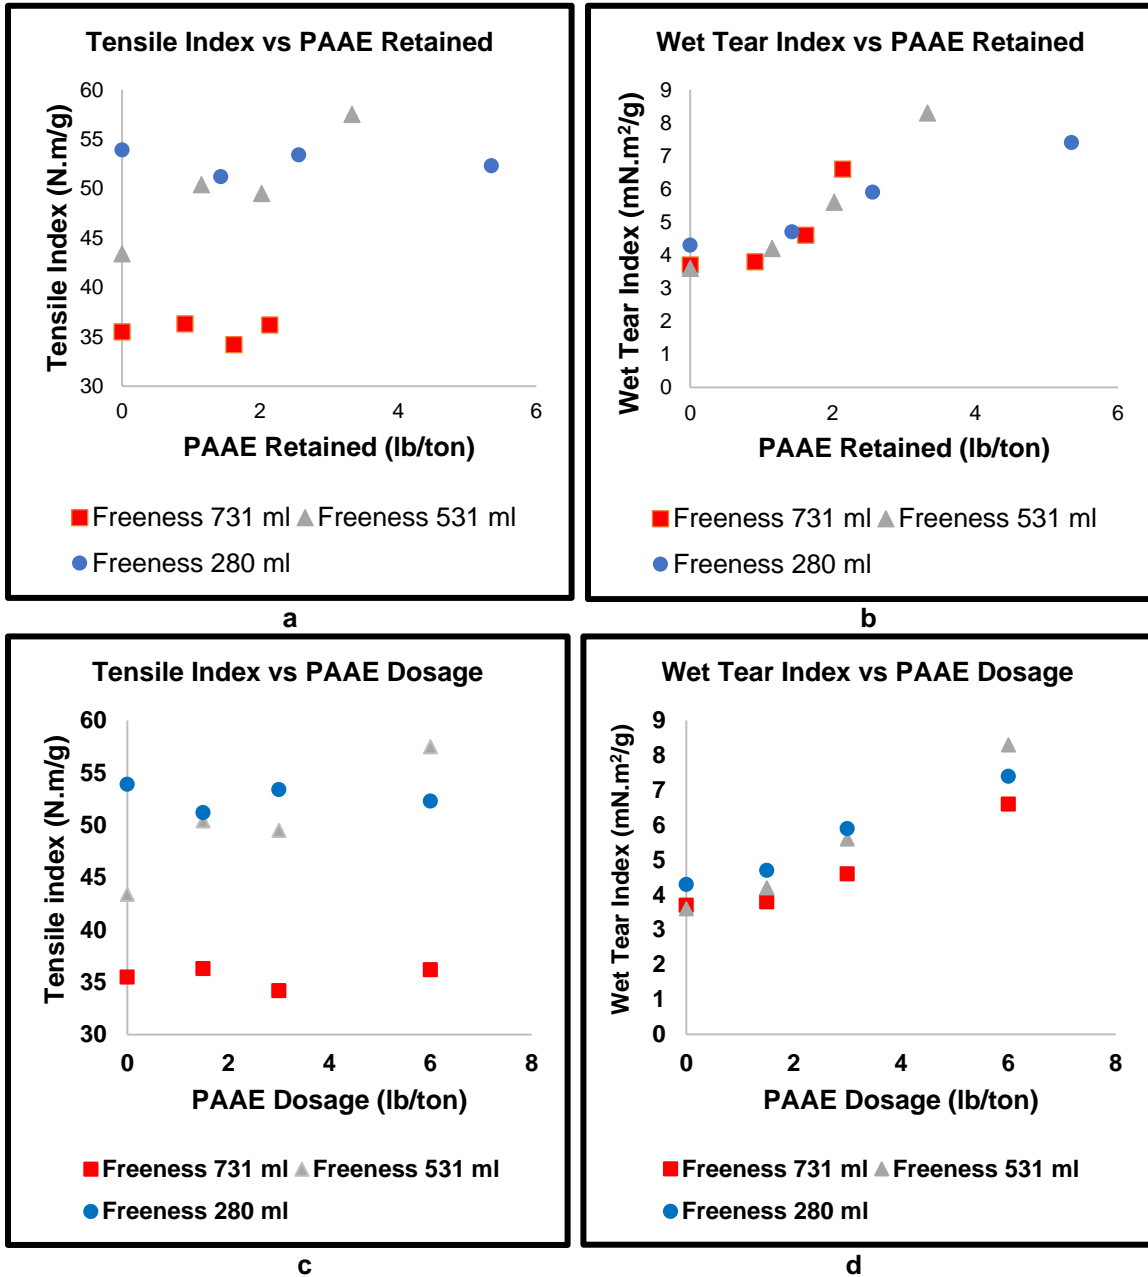 Tensile Index vs PAAE Retained
Tensile Index (N.m/g)
60
55
50
45
40
35
30
0 2 4 6
PAAE Retained (lb/ton)
Freeness 731 ml Freeness 531 ml
Freeness 280 ml
a
Wet Tear Index vs PAAE Retained
Wet Tear Index (mN.m²/g)
9
8
7
6
5
4
3
2
1
0
0 2 4 6
PAAE Retained (lb/ton)
Freeness 731 ml Freeness 531 ml
Freeness 280 ml
b
Tensile Index vs PAAE Dosage
Tensile index (N.m/g)
60
55
50
45
40
35
30
0 2 4 6 8
PAAE Dosage (lb/ton)
Freeness 731 ml Freeness 531 ml
Freeness 280 ml
c
Wet Tear Index vs PAAE Dosage
Wet Tear Index (mN.m²/g)
9
8
7
6
5
4
3
2
1
0
0 2 4 6 8
PAAE Dosage (lb/ton)
Freeness 731 ml Freeness 531 ml
Freeness 280 ml
d